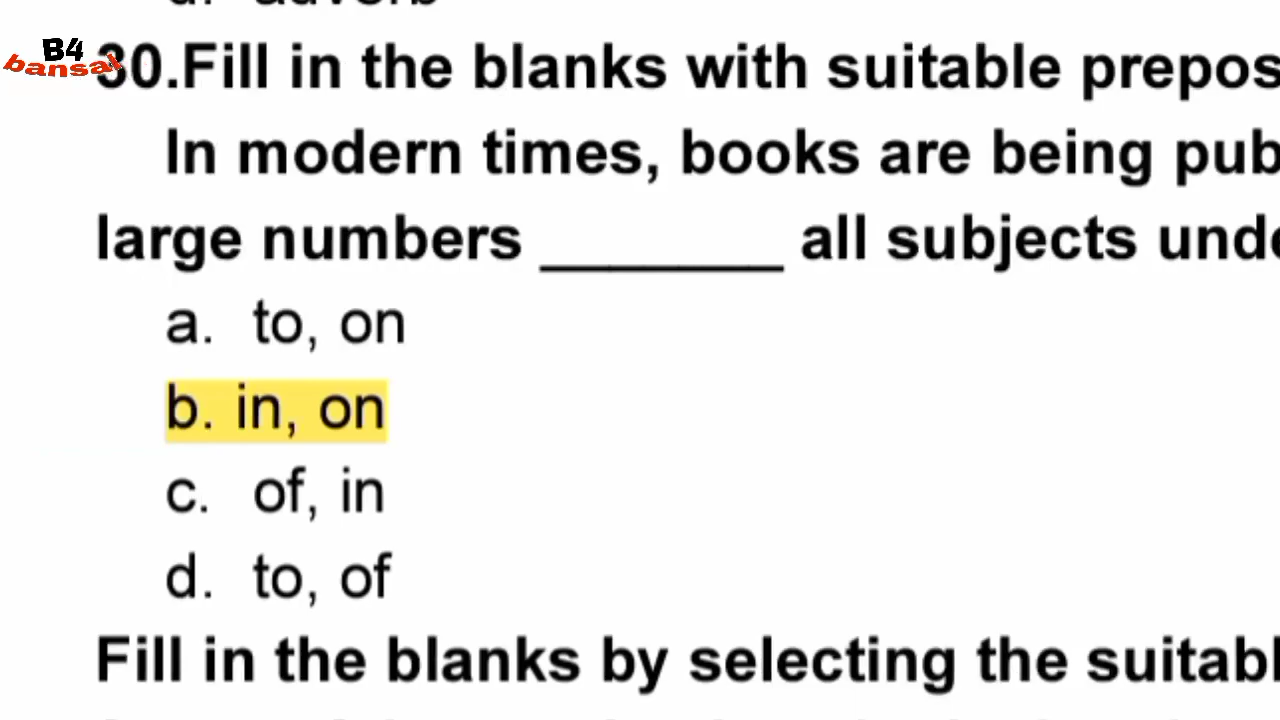 B4
bansal
30.Fill in the blanks with suitable prepos
In modern times, books are being pub
large numbers _______ all subjects unde
a. to, on
b. in, on
c. of, in
d. to, of
Fill in the blanks by selecting the suitabl